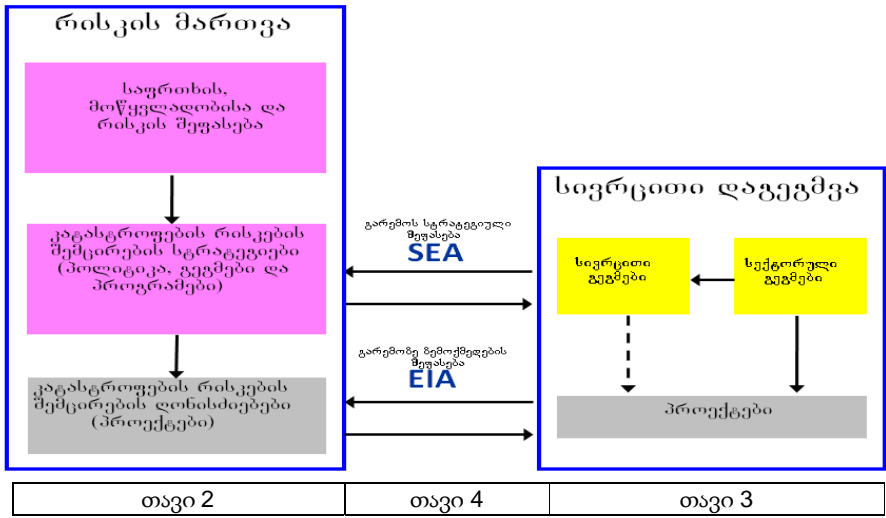 რისკის მართვა
საფრთხის,
მოწყვლადობისა და
რისკის შეფასება
კატასტროფების რისკების
შემცირების სტრატეგიები
(პოლიტიკა, გეგმები და
პროგრამები)
კატასტროფების რისკების
შემცირების ღონისძიებები
(პროექტები)
გარემოს სტრატეგიული
შეფასება
SEA
გარემოზე ზემოქმედების
შეფასება
EIA
სივრცითი დაგეგმვა
სივრცითი
გეგმები
სექტორული
გეგმები
პროექტები
თავი 2
თავი 4
თავი 3